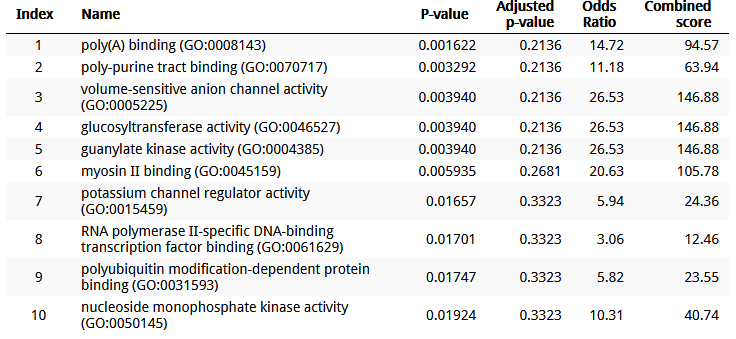 Index Name P-value Adjusted p-value Odds Ratio Combined score
1 poly(A) binding (GO:0008143) 0.001622 0.2136 14.72 94.57
2 poly-purine tract binding (GO:0070717) 0.003292 0.2136 11.18 63.94
3 volume-sensitive anion channel activity (GO:0005225) 0.003940 0.2136 26.53 146.88
4 glucosyltransferase activity (GO:0046527) 0.003940 0.2136 26.53 146.88
5 guanylate kinase activity (GO:0004385) 0.003940 0.2136 26.53 146.88
6 myosin II binding (GO:0045159) 0.005935 0.2681 20.63 105.78
7 potassium channel regulator activity (GO:0015459) 0.01657 0.3323 5.94 24.36
8 RNA polymerase II-specific DNA-binding transcription factor binding (GO:0061629) 0.01701 0.3323 3.06 12.46
9 polyubiquitin modification-dependent protein binding (GO:0031593) 0.01747 0.3323 5.82 23.55
10 nucleoside monophosphate kinase activity (GO:0050145) 0.01924 0.3323 10.31 40.74